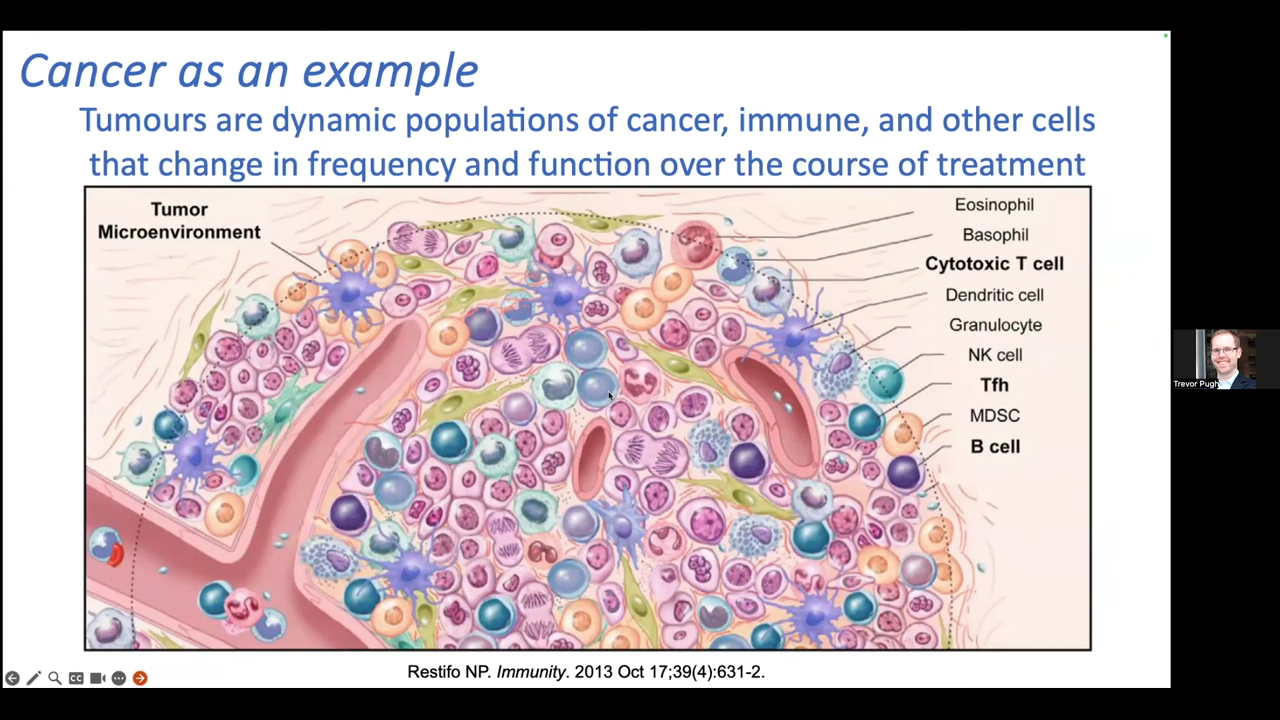 Cancer as an example
Tumours are dynamic populations of cancer, immune, and other cells
that change in frequency and function over the course of treatment
Tumor
Microenvironment
Eosinophil
Basophil
Cytotoxic T cell
Dendritic cell
Granulocyte
NK cell
Tfh
MDSC
B cell
Trevor Pugh
Restifo NP. Immunity. 2013 Oct 17;39(4):631-2.
CC